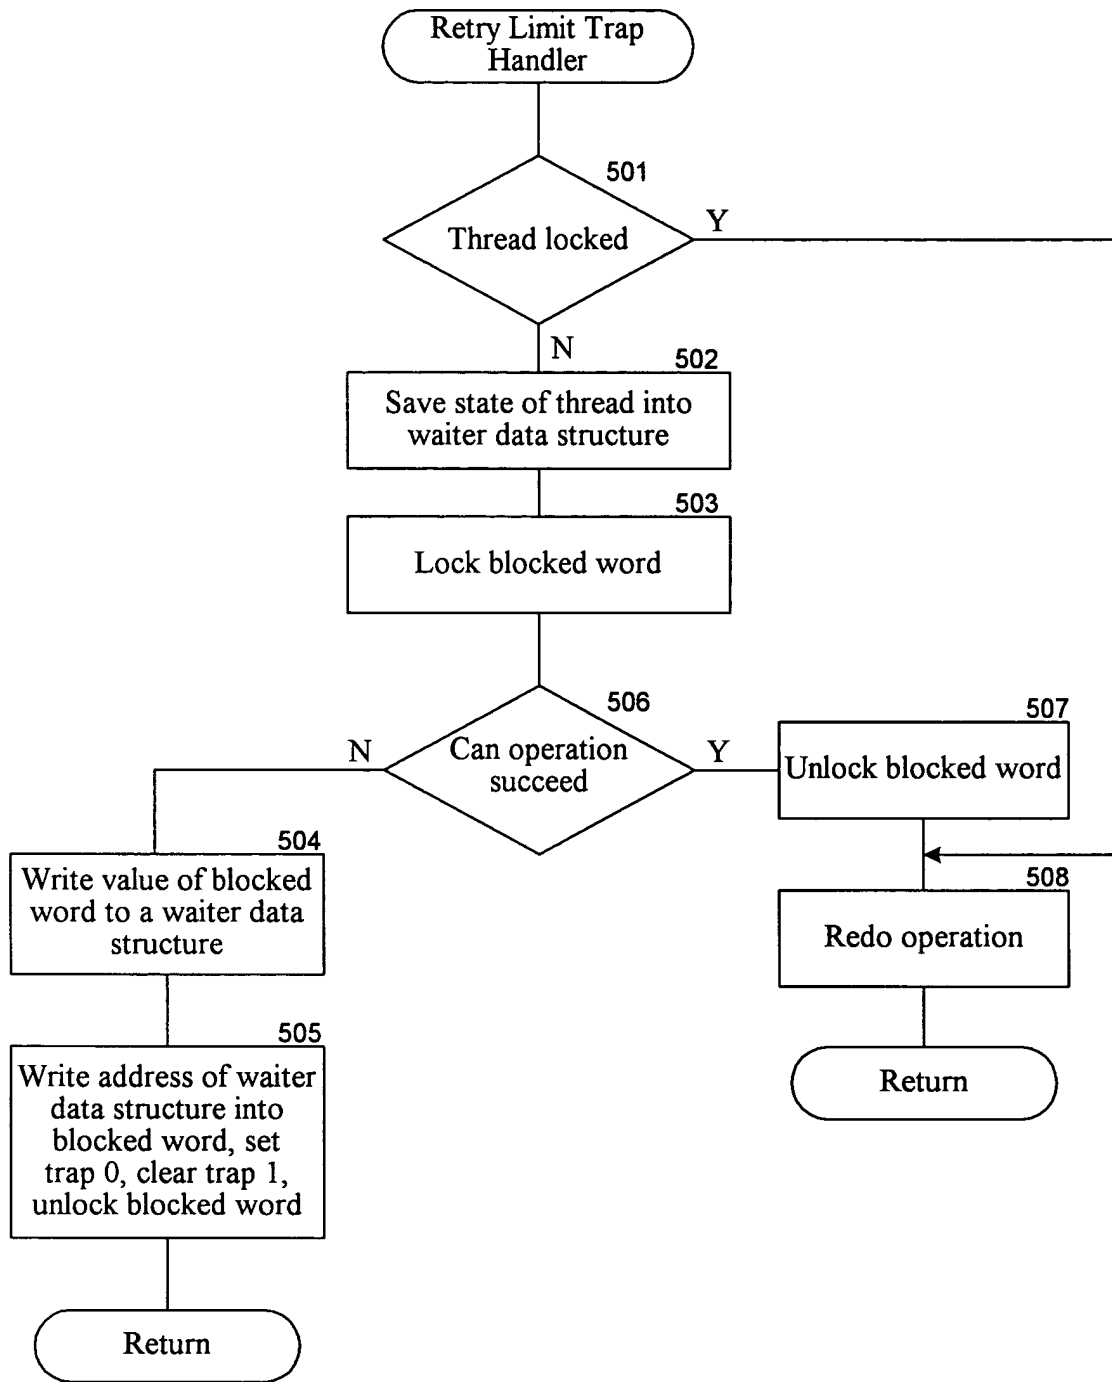 Retry Limit Trap
Handler
501
Thread locked
Y
N
502
Save state of thread into
waiter data structure
503
Lock blocked word
506
Can operation
succeed
N
Y
507
Unlock blocked word
504
Write value of blocked
word to a waiter data
structure
508
Redo operation
505
Write address of waiter
data structure into
blocked word, set
trap 0, clear trap 1,
unlock blocked word
Return
Return